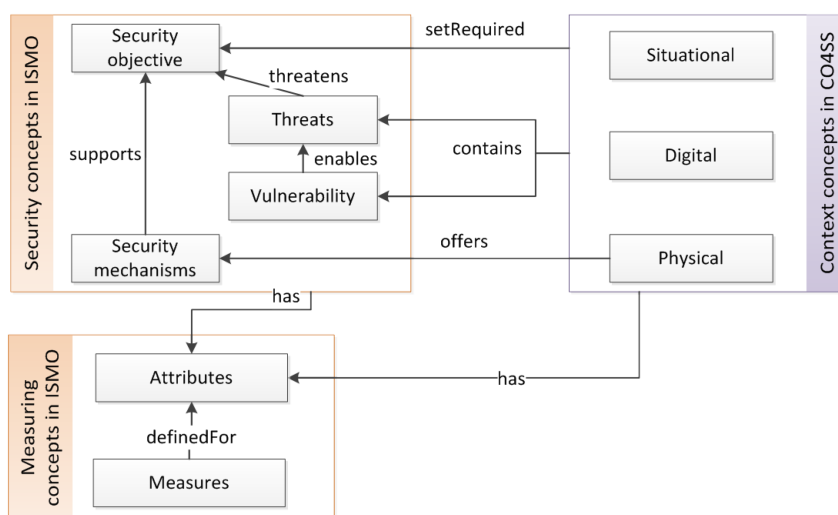 Security concepts in ISMO
Security
objective
setRequired
threatens
Threats
supports
enables
Vulnerability
contains
Security
mechanisms
offers
Situational
Digital
Physical
Context concepts in CO4SS
has
has
Measuring
concepts in ISMO
Attributes
definedFor
Measures